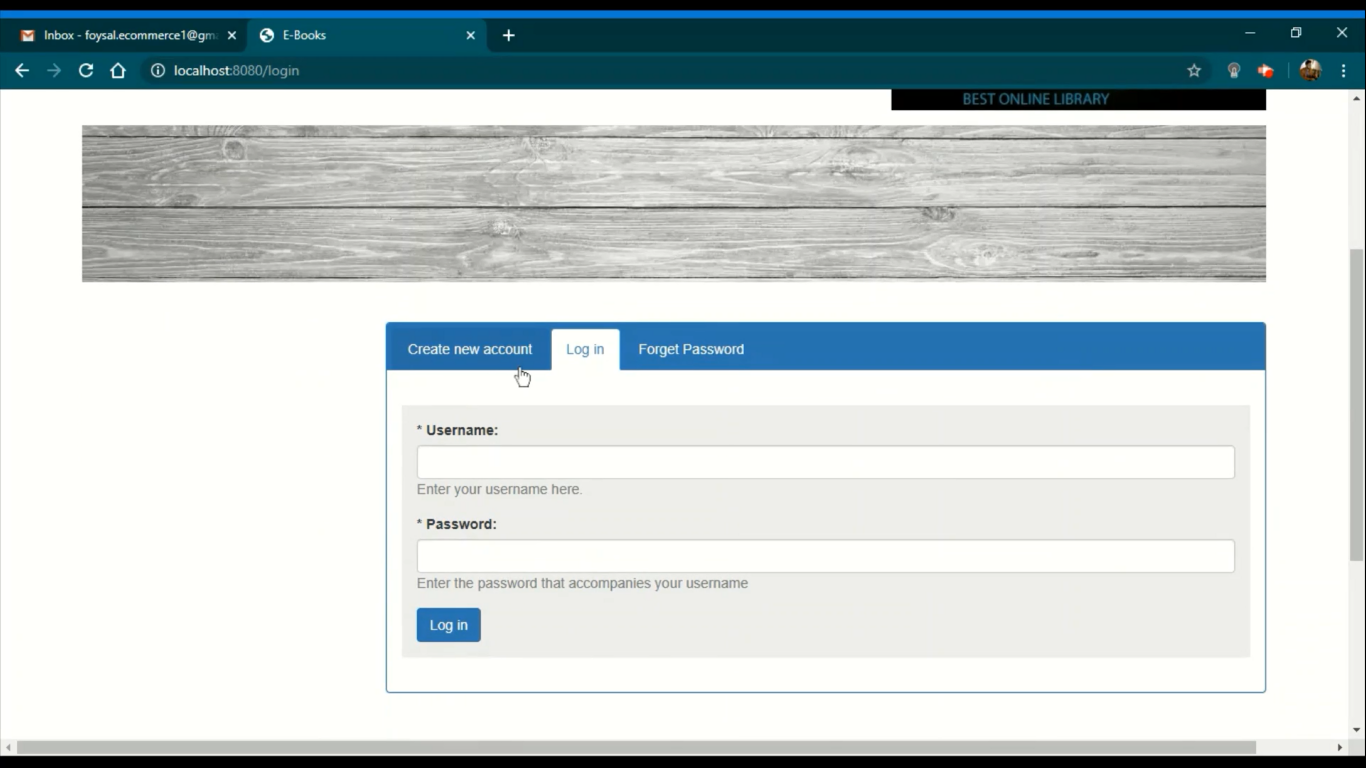 Inbox - foysal.ecommerce1@gm
E-Books
localhost:8080/login
BEST ONLINE LIBRARY
Create new account
Log in
Forget Password
* Username:
Enter your username here.
* Password:
Enter the password that accompanies your username
Log in